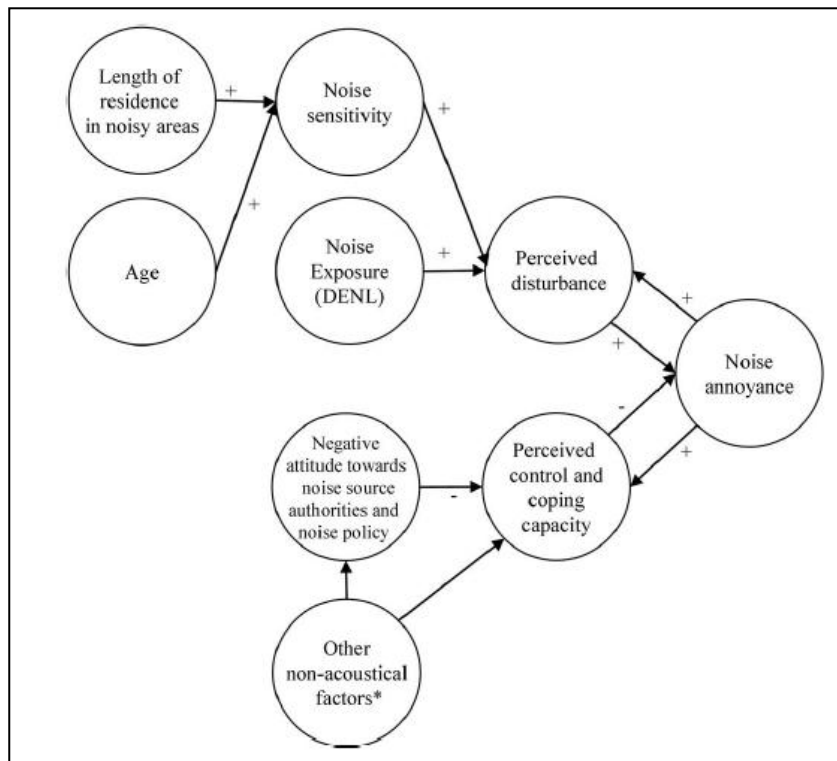 Length of
residence
in noisy areas
+
Noise
sensitivity
+
Age
+
Noise
Exposure
(DENL)
+
Perceived
disturbance
+
+
Noise
annoyance
-
+
Negative
attitude towards
noise source
authorities and
noise policy
-
Perceived
control and
coping
capacity
Other
non-acoustical
factors*